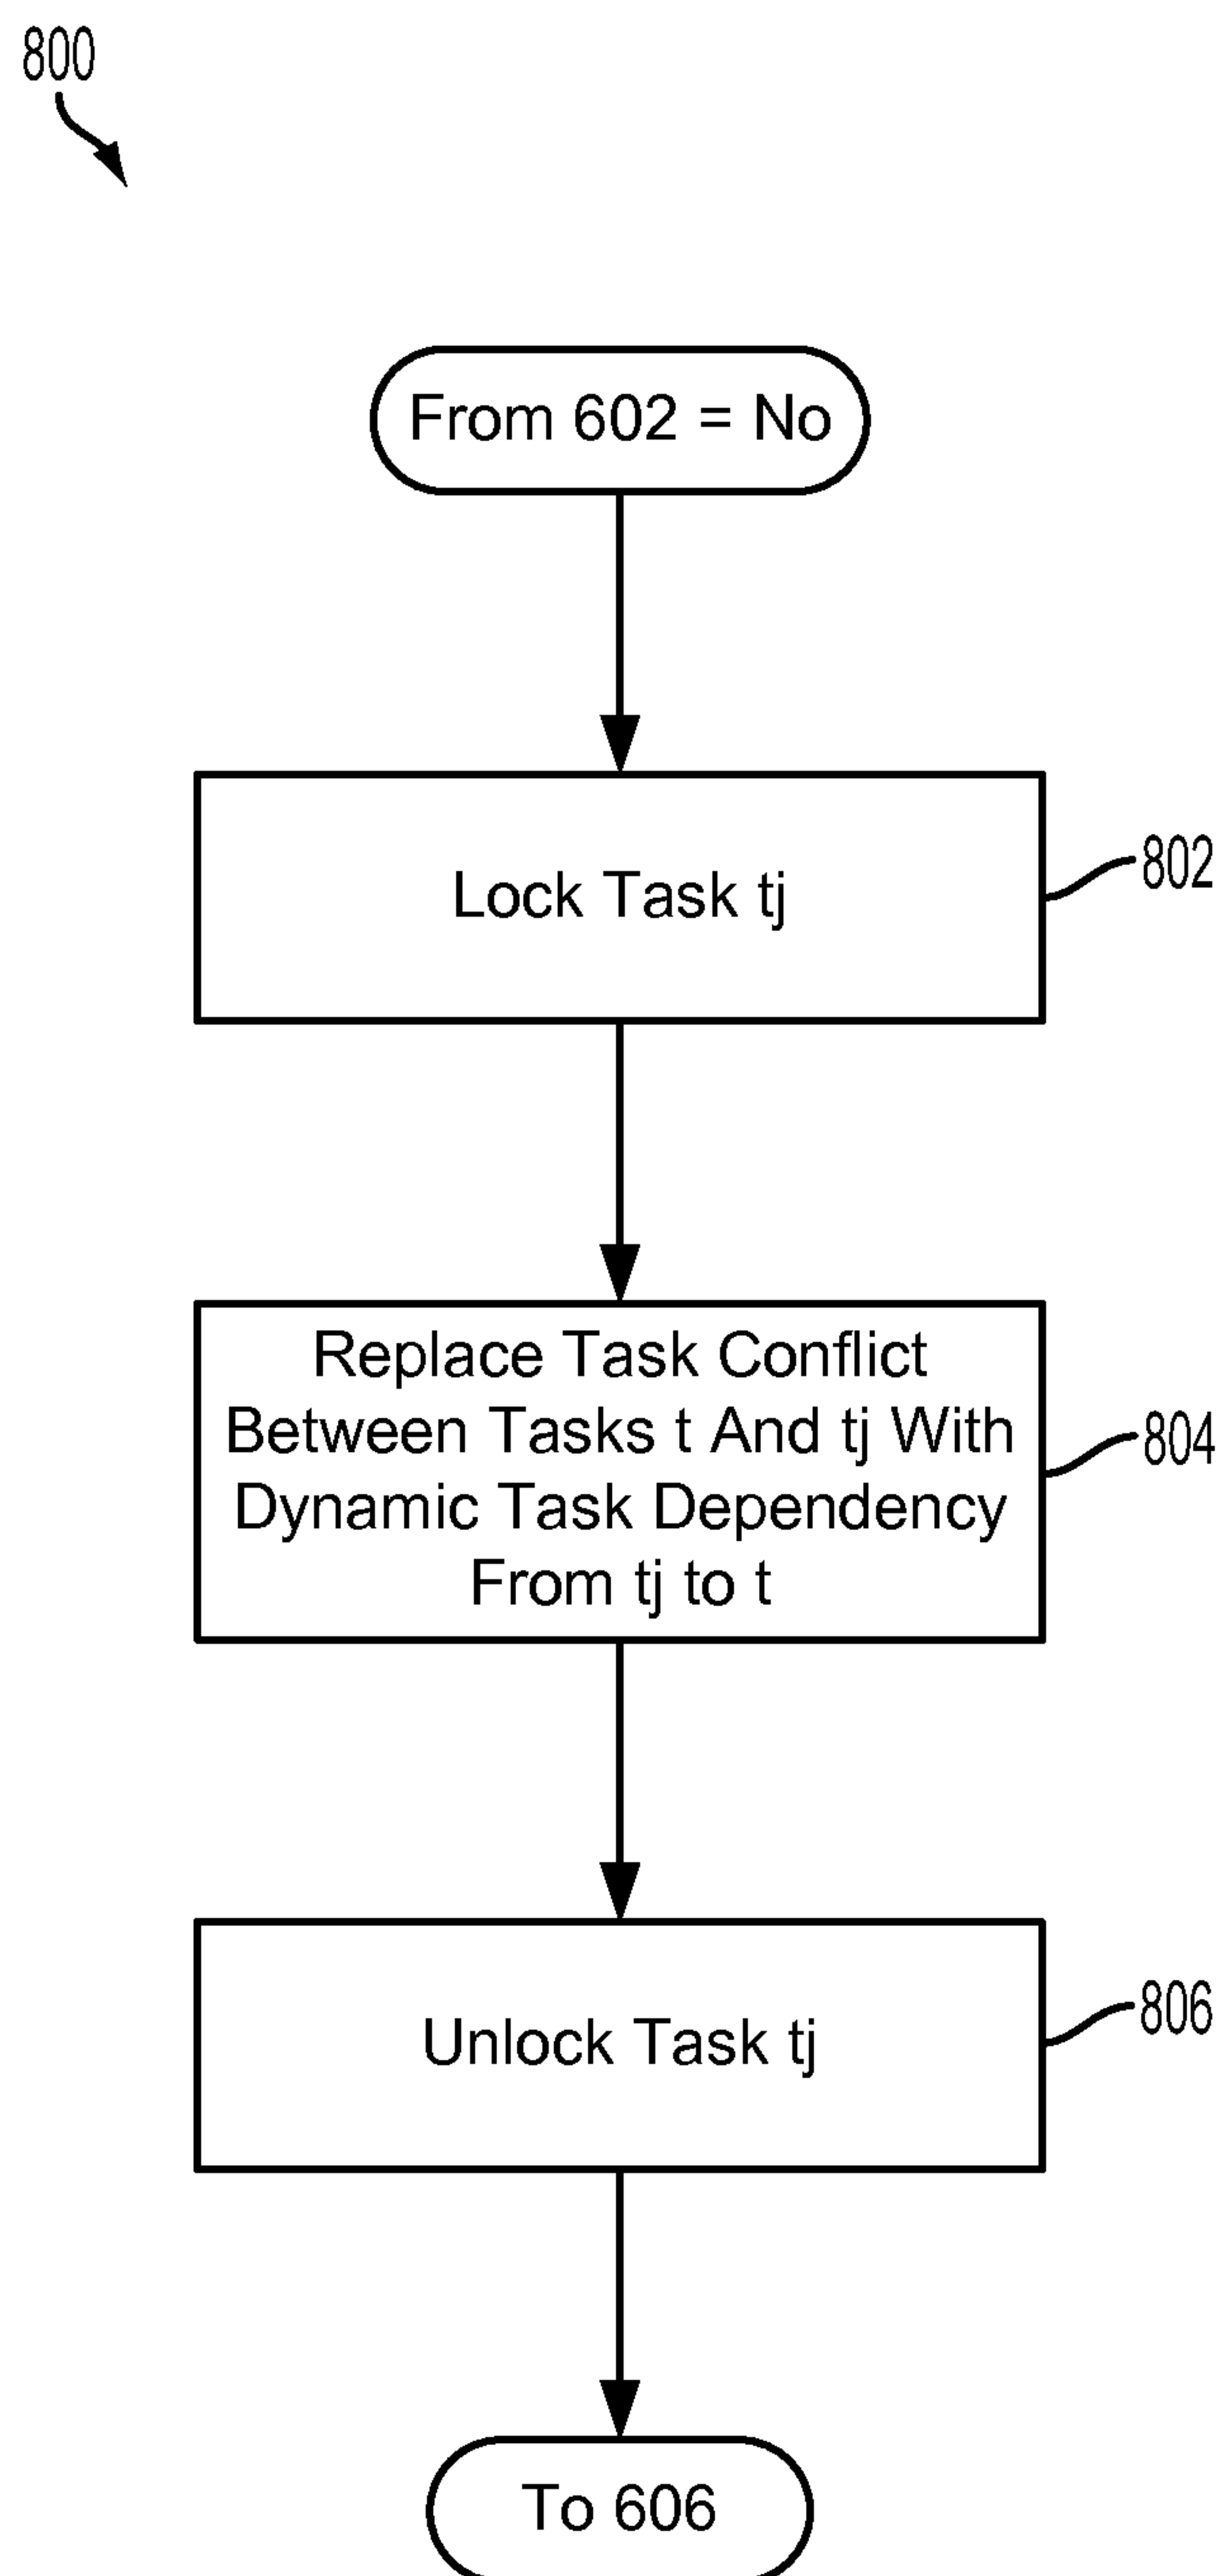 800
From 602 = No
Lock Task tj
802
Replace Task Conflict
Between Tasks t And tj With
Dynamic Task Dependency
From tj to t
804
Unlock Task tj
806
To 606